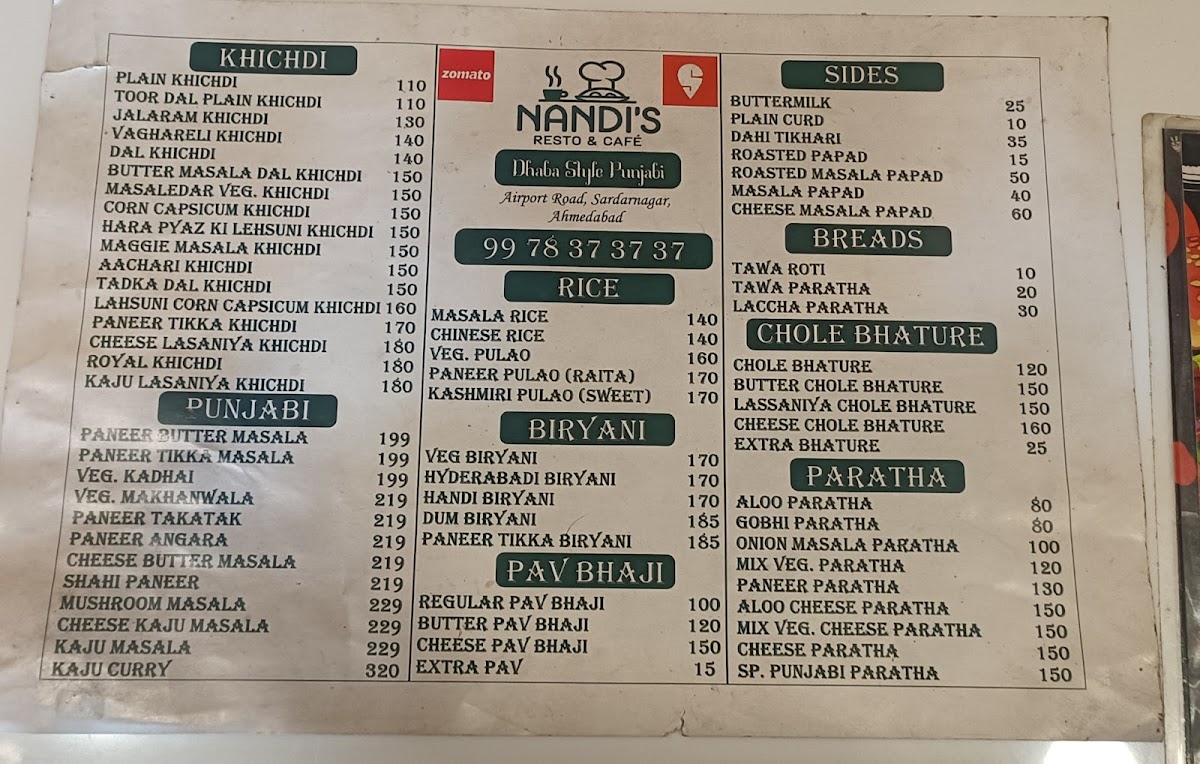 KHICHDI
PLAIN KHICHDI 110
TOOR DAL PLAIN KHICHDI 110
JALARAM KHICHDI 130
VAGHARELI KHICHDI 140
DAL KHICHDI 140
BUTTER MASALA DAL KHICHDI 150
MASALEDAR VEG. KHICHDI 150
CORN CAPSICUM KHICHDI 150
HARA PYAZ KI LEHSUNI KHICHDI 150
MAGGIE MASALA KHICHDI 150
AACHARI KHICHDI 150
TADKA DAL KHICHDI 150
LAHSUNI CORN CAPSICUM KHICHDI 160
PANEER TIKKA KHICHDI 170
CHEESE LASANIYA KHICHDI 180
ROYAL KHICHDI 180
KAJU LASANIYA KHICHDI 180
PUNJABI
PANEER BUTTER MASALA 199
PANEER TIKKA MASALA 199
VEG. KADHAI 199
VEG. MAKHANWALA 219
PANEER TAKATAK 219
PANEER ANGARA 219
CHEESE BUTTER MASALA 219
SHAHI PANEER 219
MUSHROOM MASALA 229
CHEESE KAJU MASALA 229
KAJU MASALA 229
KAJU CURRY 320
zomato
NANDI'S
RESTO & CAFÉ
Dhaba Style Punjabi
Airport Road, Sardarnagar,
Ahmedabad
99 78 37 37 37
RICE
MASALA RICE 140
CHINESE RICE 140
VEG. PULAO 160
PANEER PULAO (RAITA) 170
KASHMIRI PULAO (SWEET) 170
BIRYANI
VEG BIRYANI 170
HYDERABADI BIRYANI 170
HANDI BIRYANI 170
DUM BIRYANI 185
PANEER TIKKA BIRYANI 185
PAV BHAJI
REGULAR PAV BHAJI 100
BUTTER PAV BHAJI 120
CHEESE PAV BHAJI 150
EXTRA PAV 15
SIDES
BUTTERMILK 25
PLAIN CURD 10
DAHI TIKHARI 35
ROASTED PAPAD 15
ROASTED MASALA PAPAD 50
MASALA PAPAD 40
CHEESE MASALA PAPAD 60
BREADS
TAWA ROTI 10
TAWA PARATHA 20
LACCHA PARATHA 30
CHOLE BHATURE
CHOLE BHATURE 120
BUTTER CHOLE BHATURE 150
LASSANIYA CHOLE BHATURE 150
CHEESE CHOLE BHATURE 160
EXTRA BHATURE 25
PARATHA
ALOO PARATHA 80
GOBHI PARATHA 80
ONION MASALA PARATHA 100
MIX VEG. PARATHA 120
PANEER PARATHA 130
ALOO CHEESE PARATHA 150
MIX VEG. CHEESE PARATHA 150
CHEESE PARATHA 150
SP. PUNJABI PARATHA 150